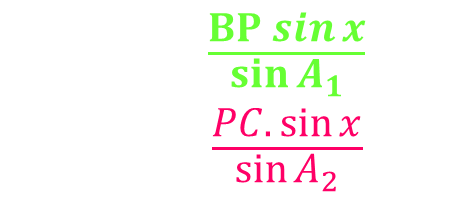 BP sin x
sin A₁
PC. sin x
sin A₂